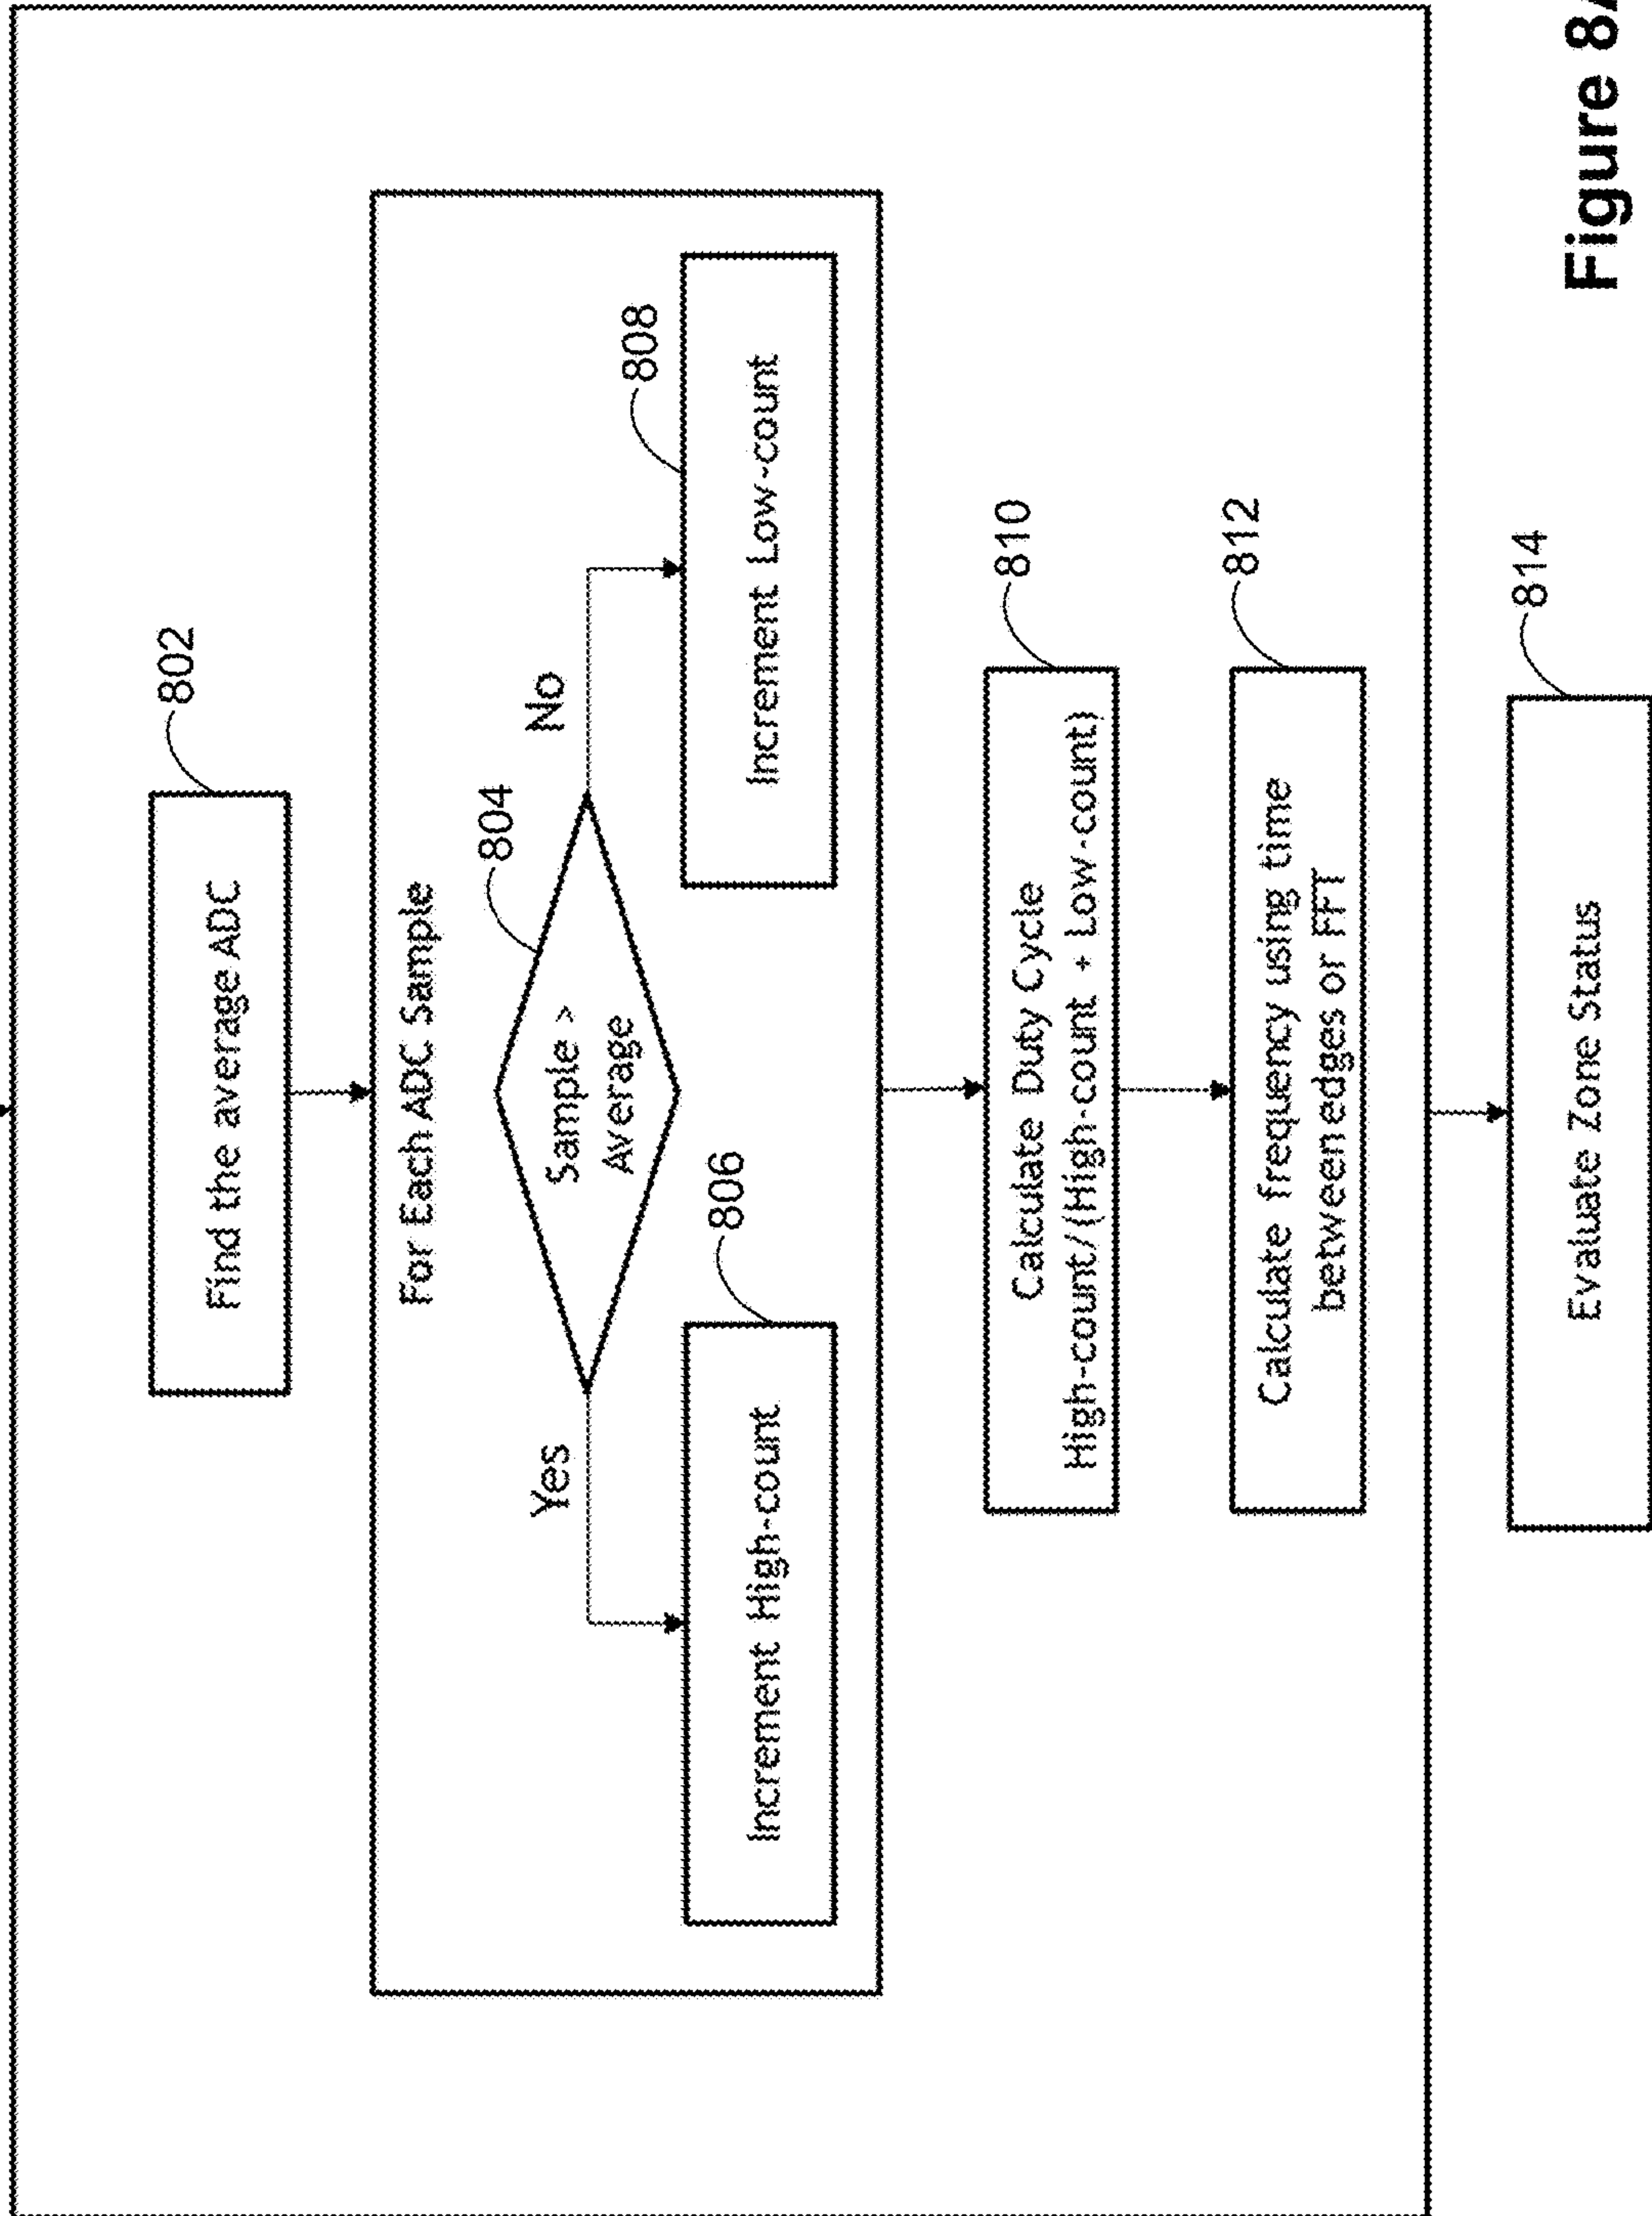 802
Find the average ADC
For Each ADC Sample
804
Sample >
Average
Yes
No
806
Increment High-count
808
Increment Low-count
810
Calculate Duty Cycle
High-count/(High-count + Low-count)
812
Calculate frequency using time
between edges or FFT
814
Evaluate Zone Status
Figure 8A